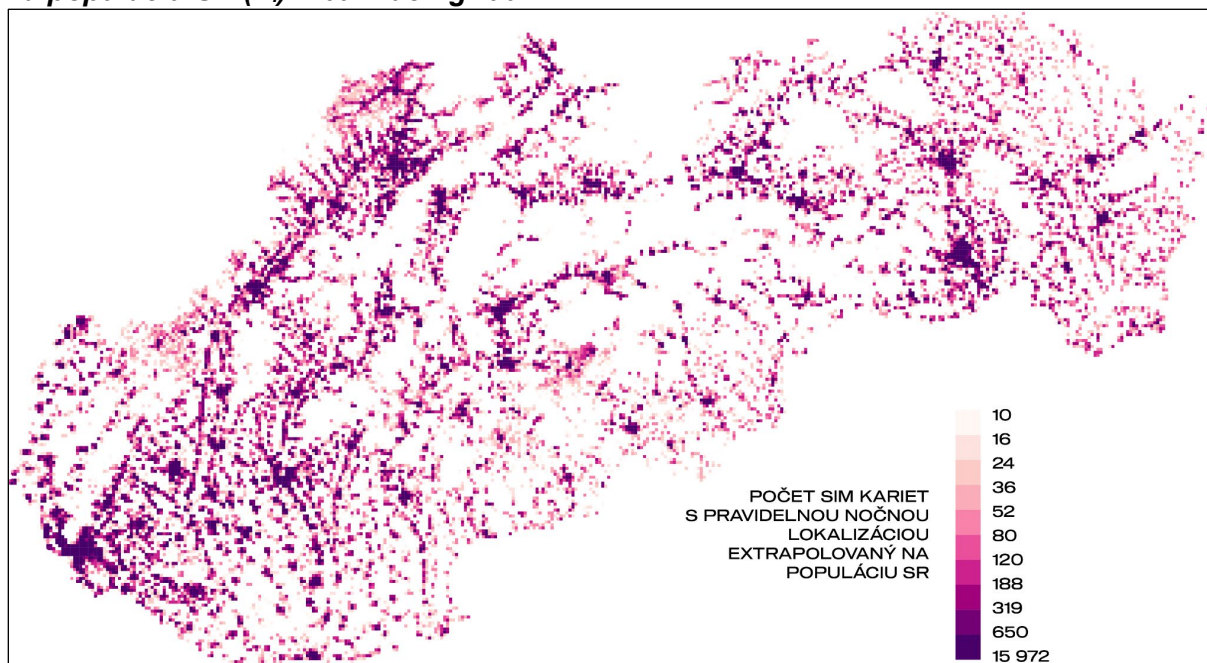 10
16
24
36
52
80
120
188
319
650
15 972
POČET SIM KARIET
S PRAVIDELNOU NOČNOU
LOKALIZÁCIOU
EXTRAPOLOVANÝ NA
POPULÁCIU SR